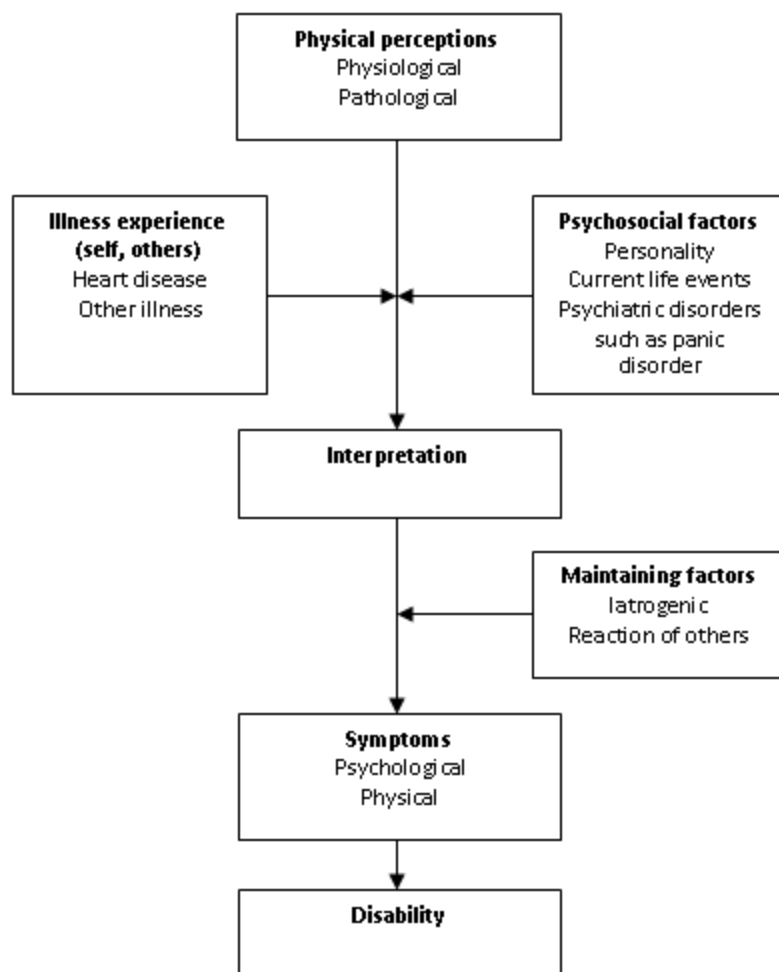 Physical perceptions
Physiological
Pathological
Illness experience
(self, others)
Heart disease
Other illness
Psychosocial factors
Personality
Current life events
Psychiatric disorders
such as panic
disorder
Interpretation
Maintaining factors
Iatrogenic
Reaction of others
Symptoms
Psychological
Physical
Disability